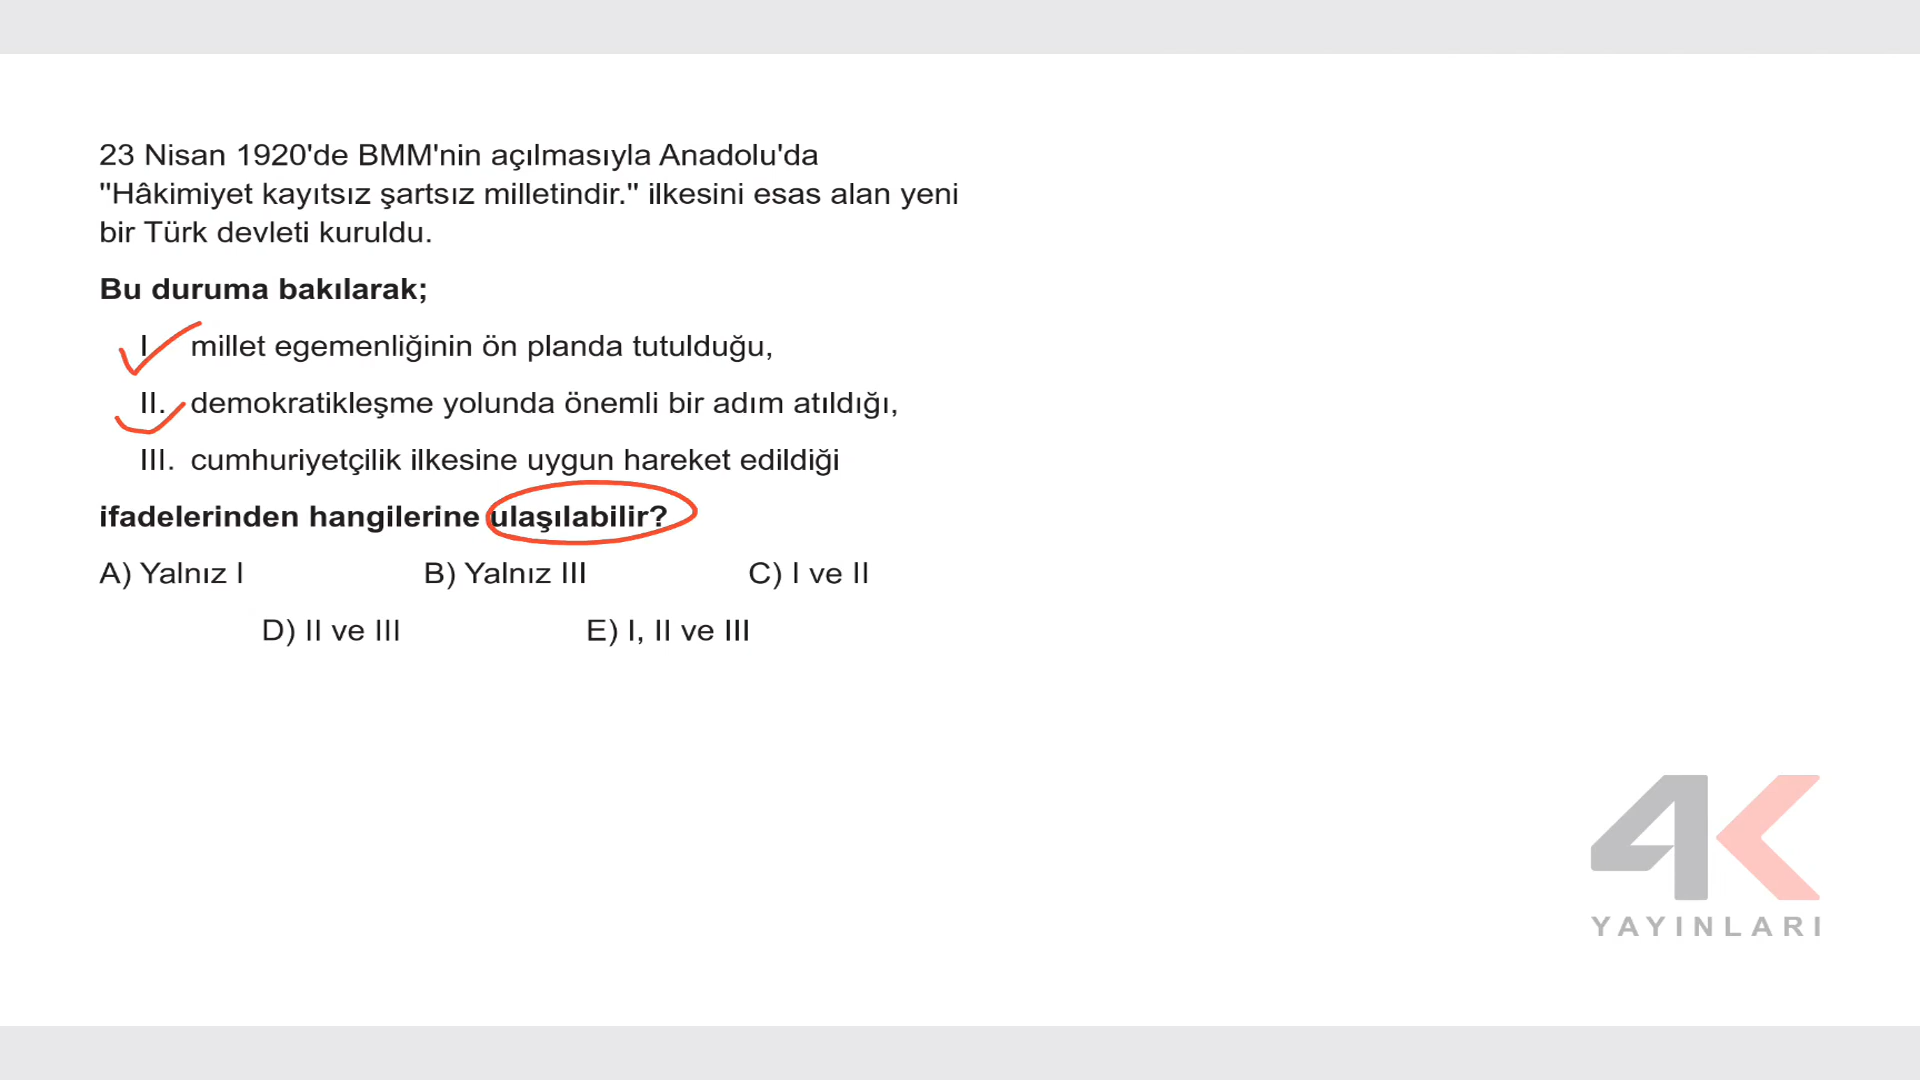 23 Nisan 1920'de BMM'nin açılmasıyla Anadolu'da
"Hâkimiyet kayıtsız şartsız milletindir." ilkesini esas alan yeni
bir Türk devleti kuruldu.
Bu duruma bakılarak;
I millet egemenliğinin ön planda tutulduğu,
II. demokratikleşme yolunda önemli bir adım atıldığı,
III. cumhuriyetçilik ilkesine uygun hareket edildiği
ifadelerinden hangilerine ulaşılabilir?
A) Yalnız I B) Yalnız III C) I ve II
D) II ve III E) I, II ve III
4K
YAYINLARI